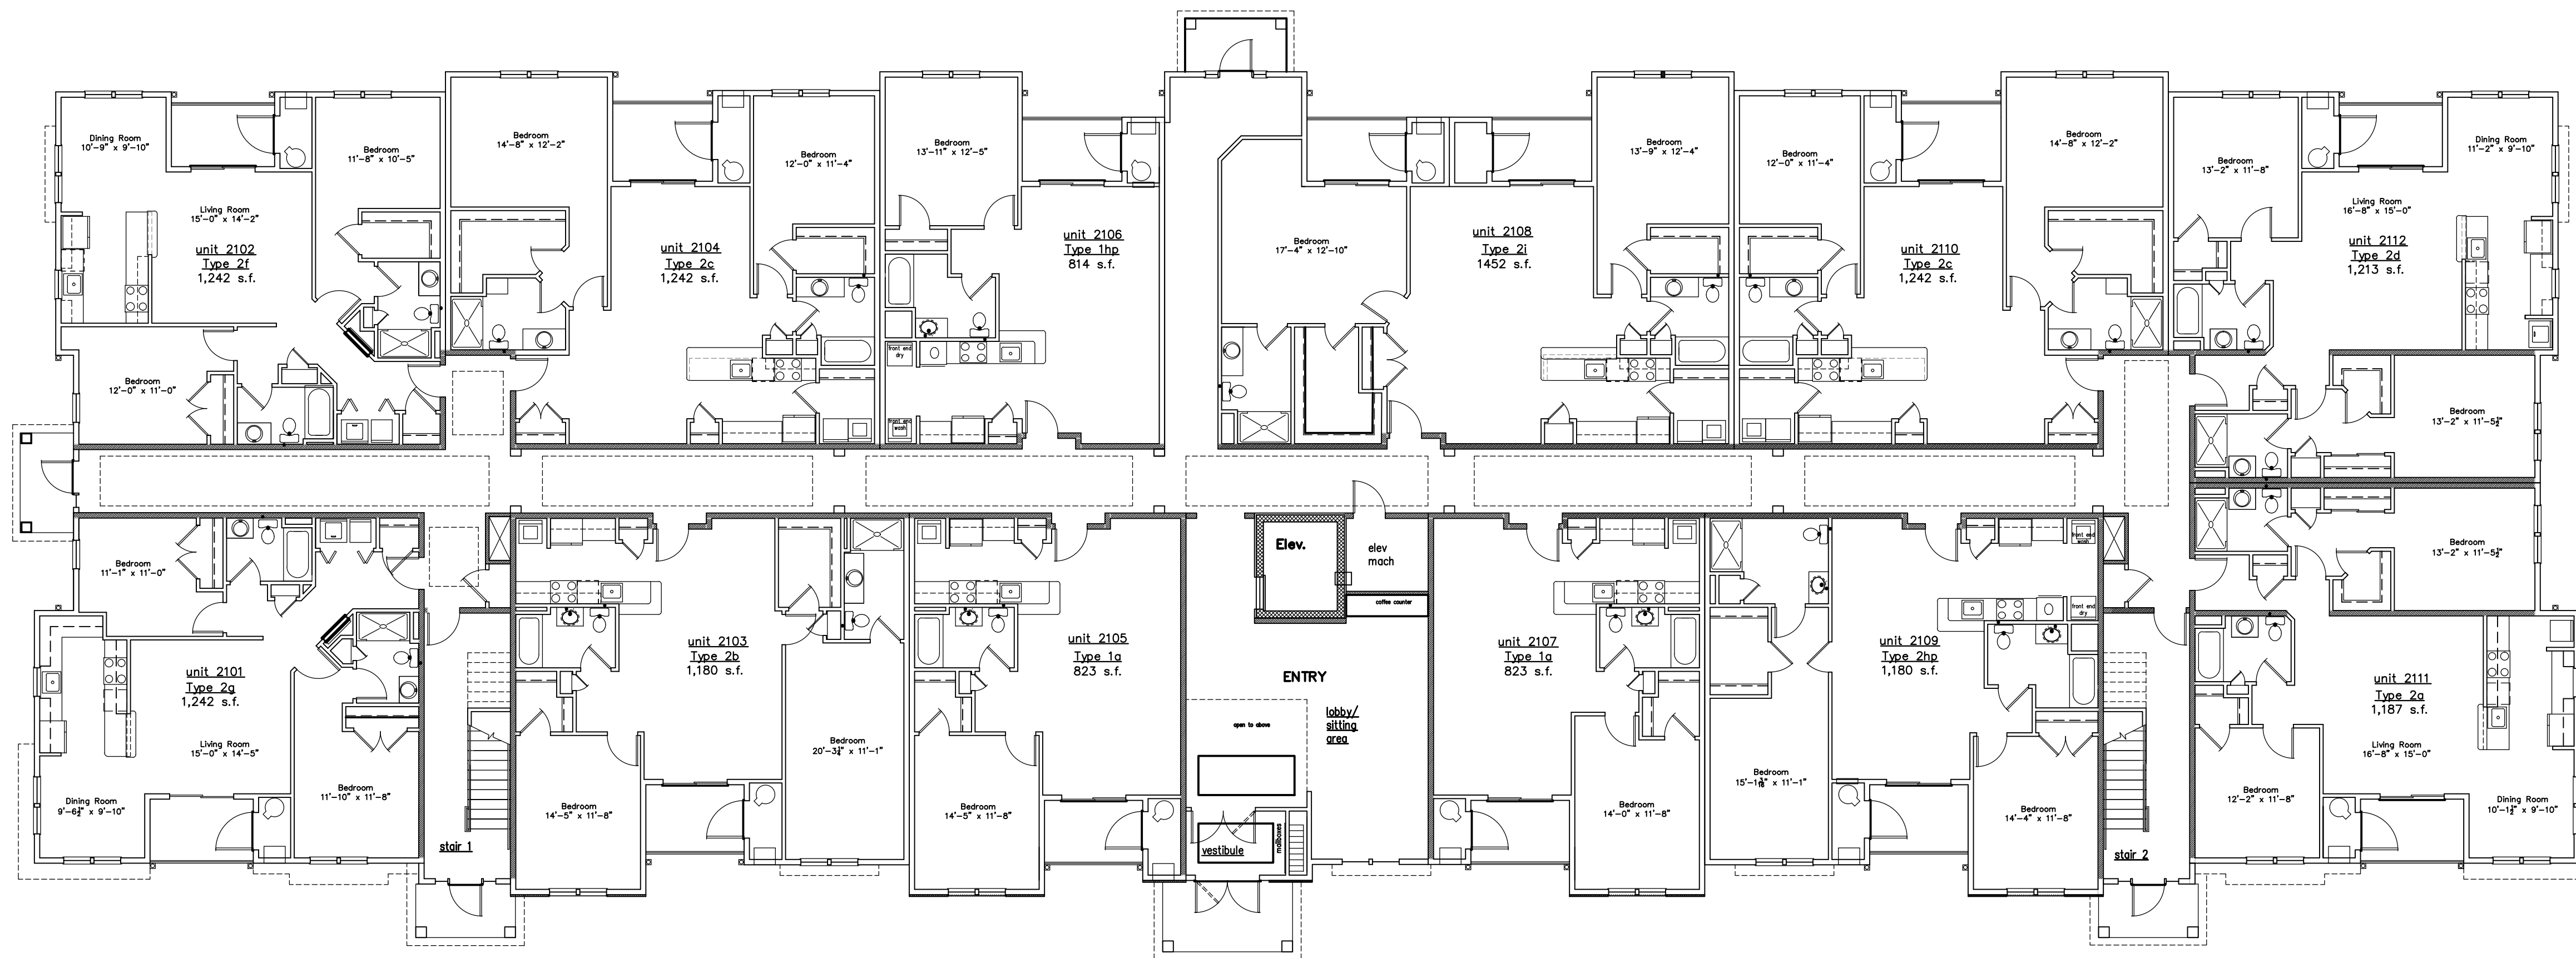 Dining Room
10'-9" x 9'-10"
Living Room
15'-0" x 14'-2"
unit 2102
Type 2f
1,242 s.f.
Bedroom
11'-8" x 10'-5"
Bedroom
12'-0" x 11'-0"
Bedroom
14'-8" x 12'-2"
unit 2104
Type 2c
1,242 s.f.
Bedroom
12'-0" x 11'-4"
Bedroom
13'-11" x 12'-5"
unit 2106
Type 1hp
814 s.f.
front end
dry
front end
wash
Bedroom
17'-4" x 12'-10"
unit 2108
Type 2i
1452 s.f.
Bedroom
13'-9" x 12'-4"
Bedroom
12'-0" x 11'-4"
unit 2110
Type 2c
1,242 s.f.
Bedroom
14'-8" x 12'-2"
Bedroom
13'-2" x 11'-8"
Dining Room
11'-2" x 9'-10"
Living Room
16'-8" x 15'-0"
unit 2112
Type 2d
1,213 s.f.
Bedroom
13'-2" x 11'-5½"
Bedroom
11'-1" x 11'-0"
unit 2101
Type 2g
1,242 s.f.
Living Room
15'-0" x 14'-5"
Dining Room
9'-6½" x 9'-10"
Bedroom
11'-10" x 11'-8"
stair 1
unit 2103
Type 2b
1,180 s.f.
Bedroom
14'-5" x 11'-8"
Bedroom
20'-3½" x 11'-1"
unit 2105
Type 1a
823 s.f.
Bedroom
14'-5" x 11'-8"
Elev.
elev
mach
coffee counter
ENTRY
lobby/
sitting
area
open to above
vestibule
mailboxes
unit 2107
Type 1a
823 s.f.
Bedroom
14'-0" x 11'-8"
unit 2109
Type 2hp
1,180 s.f.
front end
wash
front end
dry
Bedroom
x 11'-1"
Bedroom
14'-4" x 11'-8"
stair 2
Bedroom
13'-2" x 11'-5½"
unit 2111
Type 2a
1,187 s.f.
Living Room
16'-8" x 15'-0"
Bedroom
12'-2" x 11'-8"
Dining Room
10'-1½" x 9'-10"